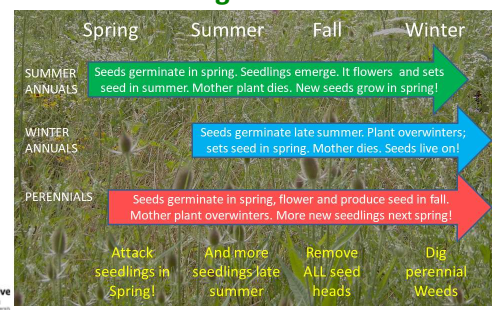 Spring Summer Fall Winter
SUMMER
ANNUALS
Seeds germinate in spring. Seedlings emerge. It flowers and sets
seed in summer. Mother plant dies. New seeds grow in spring!
WINTER
ANNUALS
Seeds germinate late summer. Plant overwinters;
sets seed in spring. Mother dies. Seeds live on!
PERENNIALS
Seeds germinate in spring, flower and produce seed in fall.
Mother plant overwinters. More new seedlings next spring!
Attack
seedlings in
Spring!
And more
seedlings late
summer
Remove
ALL seed
heads
Dig
perennial
Weeds